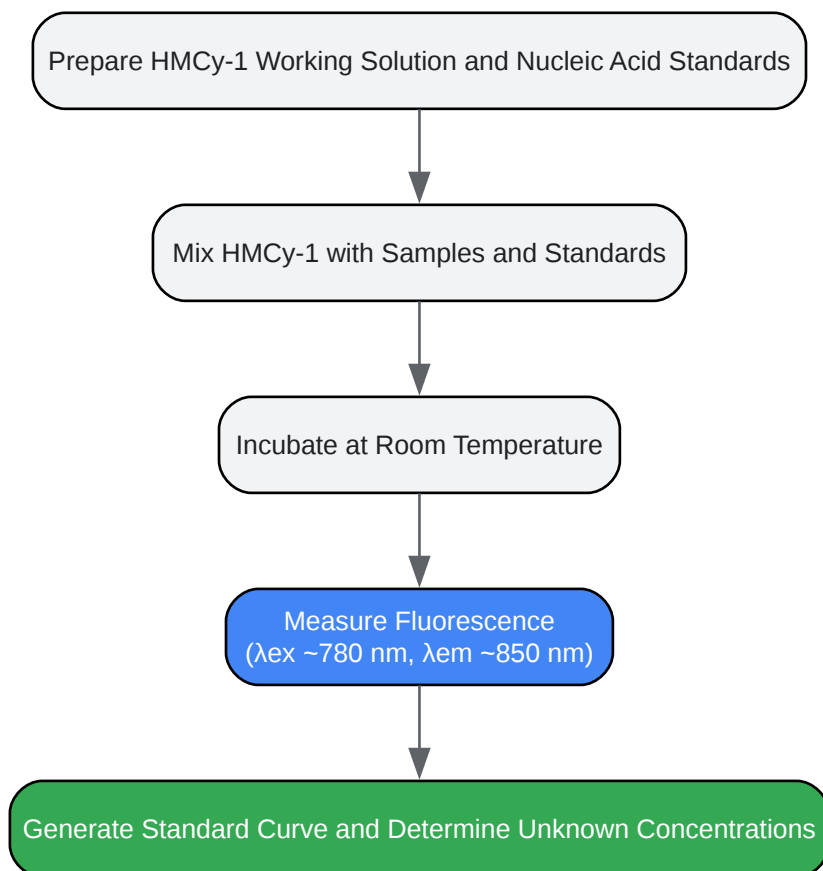 Prepare HMCy-1 Working Solution and Nucleic Acid Standards
Mix HMCy-1 with Samples and Standards
Incubate at Room Temperature
Measure Fluorescence
(λex ~780 nm, λem ~850 nm)
Generate Standard Curve and Determine Unknown Concentrations